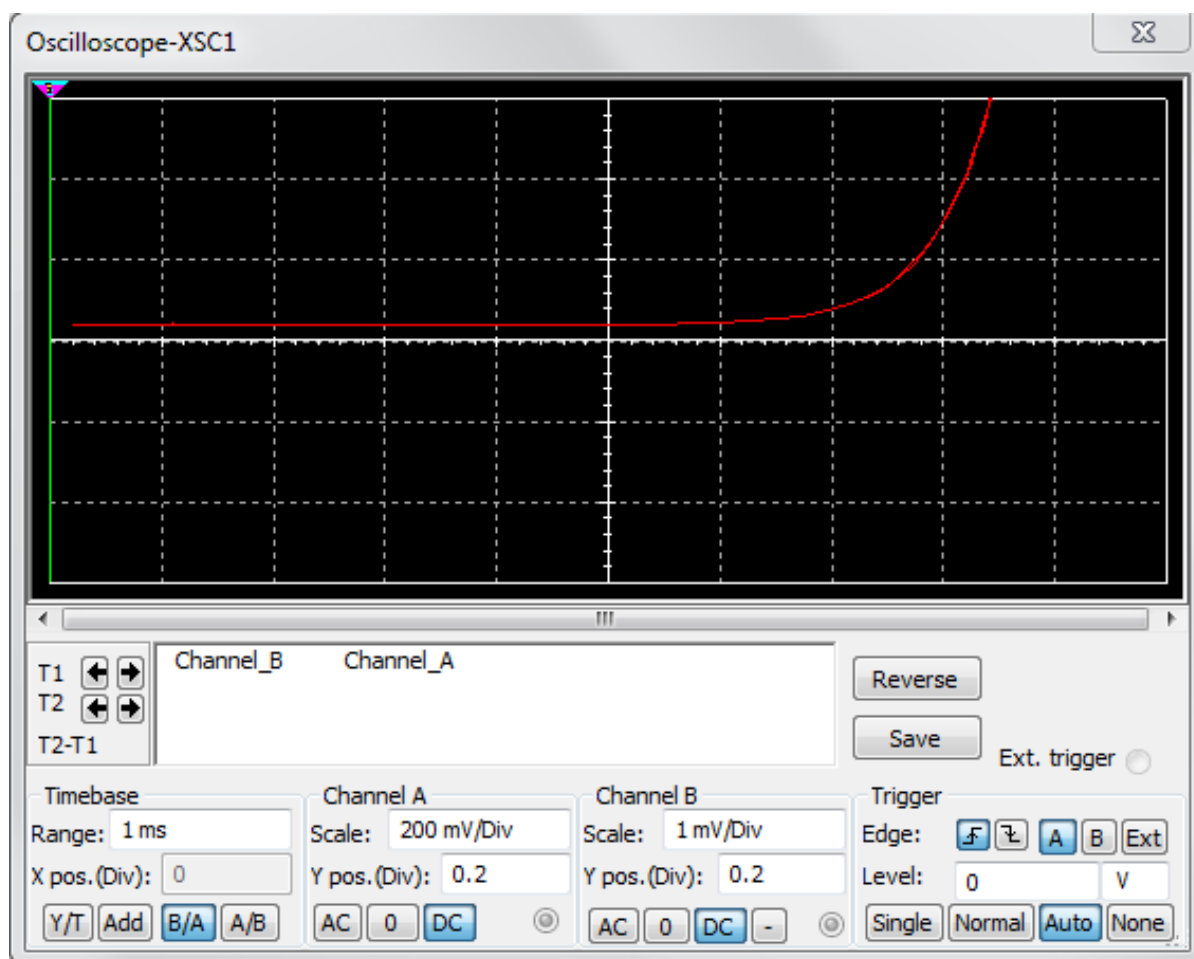 Oscilloscope-XSC1
T1
T2
T2-T1
Channel_B Channel_A
Reverse
Save
Ext. trigger
Timebase
Range: 1 ms
X pos.(Div): 0
Y/T Add B/A A/B
Channel A
Scale: 200 mV/Div
Y pos.(Div): 0.2
AC 0 DC
Channel B
Scale: 1 mV/Div
Y pos.(Div): 0.2
AC 0 DC -
Trigger
Edge: A B Ext
Level: 0 V
Single Normal Auto None